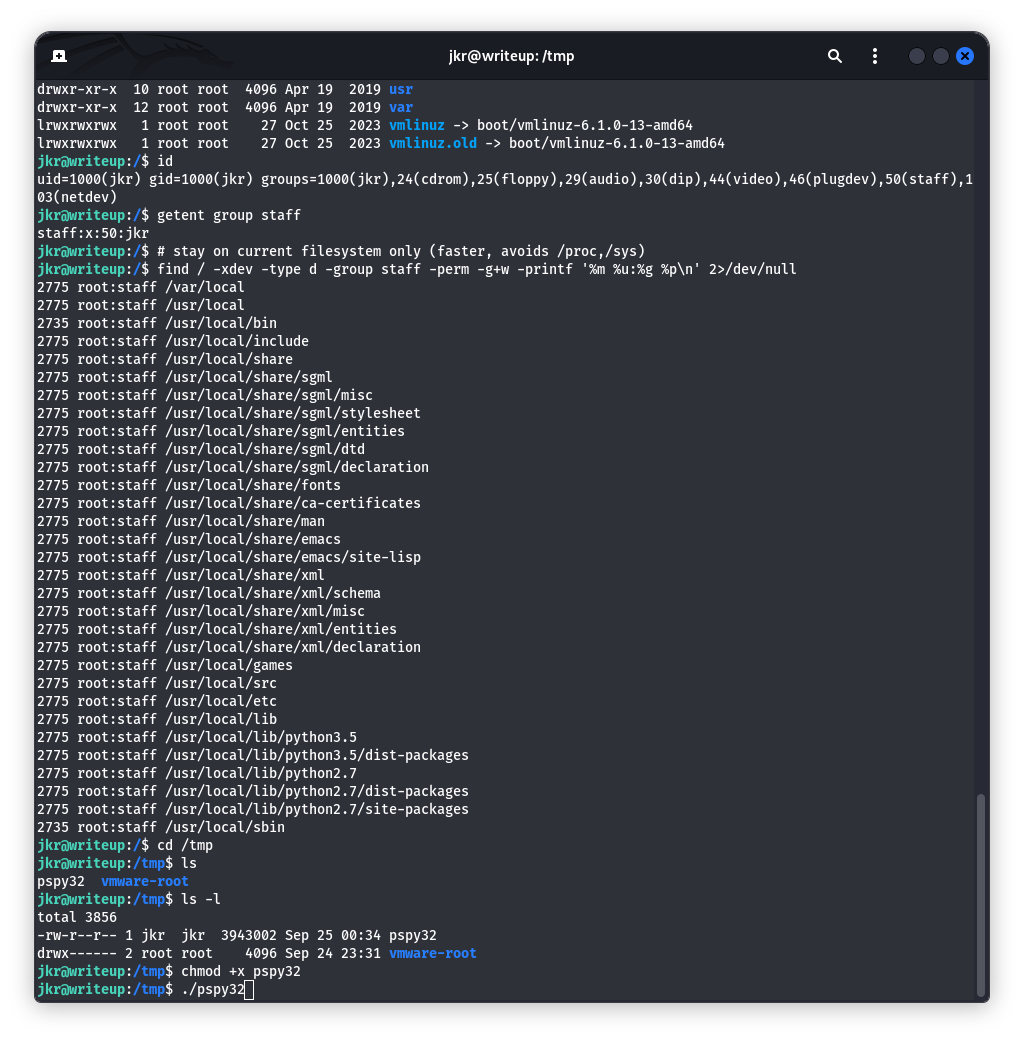 jkr@writeup: /tmp
drwxr-xr-x  10 root root  4096 Apr 19  2019 usr
drwxr-xr-x  12 root root  4096 Apr 19  2019 var
lrwxrwxrwx   1 root root    27 Oct 25  2023 vmlinuz -> boot/vmlinuz-6.1.0-13-amd64
lrwxrwxrwx   1 root root    27 Oct 25  2023 vmlinuz.old -> boot/vmlinuz-6.1.0-13-amd64
jkr@writeup:/$ id
uid=1000(jkr) gid=1000(jkr) groups=1000(jkr),24(cdrom),25(floppy),29(audio),30(dip),44(video),46(plugdev),50(staff),1
03(netdev)
jkr@writeup:/$ getent group staff
staff:x:50:jkr
jkr@writeup:/$ # stay on current filesystem only (faster, avoids /proc,/sys)
jkr@writeup:/$ find / -xdev -type d -group staff -perm -g+w -printf '%m %u:%g %p\n' 2>/dev/null
2775 root:staff /var/local
2775 root:staff /usr/local
2735 root:staff /usr/local/bin
2775 root:staff /usr/local/include
2775 root:staff /usr/local/share
2775 root:staff /usr/local/share/sgml
2775 root:staff /usr/local/share/sgml/misc
2775 root:staff /usr/local/share/sgml/stylesheet
2775 root:staff /usr/local/share/sgml/entities
2775 root:staff /usr/local/share/sgml/dtd
2775 root:staff /usr/local/share/sgml/declaration
2775 root:staff /usr/local/share/fonts
2775 root:staff /usr/local/share/ca-certificates
2775 root:staff /usr/local/share/man
2775 root:staff /usr/local/share/emacs
2775 root:staff /usr/local/share/emacs/site-lisp
2775 root:staff /usr/local/share/xml
2775 root:staff /usr/local/share/xml/schema
2775 root:staff /usr/local/share/xml/misc
2775 root:staff /usr/local/share/xml/entities
2775 root:staff /usr/local/share/xml/declaration
2775 root:staff /usr/local/games
2775 root:staff /usr/local/src
2775 root:staff /usr/local/etc
2775 root:staff /usr/local/lib
2775 root:staff /usr/local/lib/python3.5
2775 root:staff /usr/local/lib/python3.5/dist-packages
2775 root:staff /usr/local/lib/python2.7
2775 root:staff /usr/local/lib/python2.7/dist-packages
2775 root:staff /usr/local/lib/python2.7/site-packages
2735 root:staff /usr/local/sbin
jkr@writeup:/$ cd /tmp
jkr@writeup:/tmp$ ls
pspy32  vmware-root
jkr@writeup:/tmp$ ls -l
total 3856
-rw-r--r-- 1 jkr  jkr  3943002 Sep 25 00:34 pspy32
drwx------ 2 root root    4096 Sep 24 23:31 vmware-root
jkr@writeup:/tmp$ chmod +x pspy32
jkr@writeup:/tmp$ ./pspy32